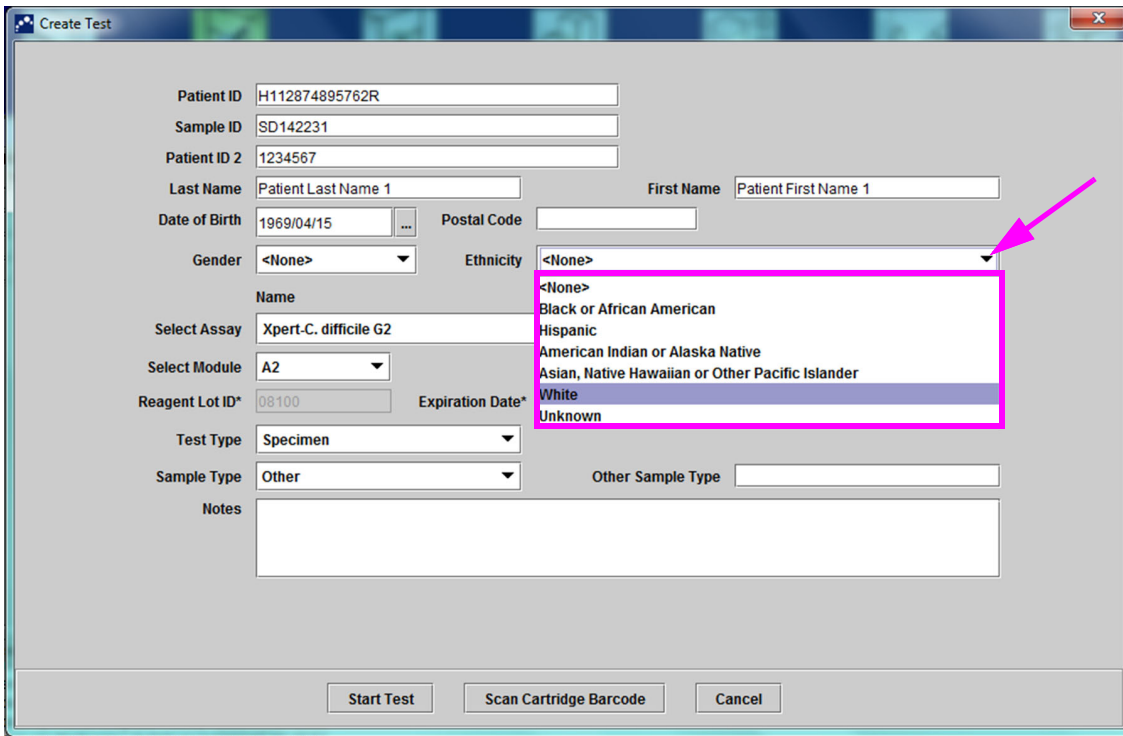 Create Test
Patient ID H112874895762R
Sample ID SD142231
Patient ID 2 1234567
Last Name Patient Last Name 1 First Name Patient First Name 1
Date of Birth 1969/04/15 ... Postal Code
Gender <None> Ethnicity <None>
<None>
Black or African American
Hispanic
American Indian or Alaska Native
Asian, Native Hawaiian or Other Pacific Islander
White
Unknown
Name
Select Assay Xpert-C. difficile G2
Select Module A2
Reagent Lot ID* 08100 Expiration Date*
Test Type Specimen
Sample Type Other Other Sample Type
Notes
Start Test Scan Cartridge Barcode Cancel